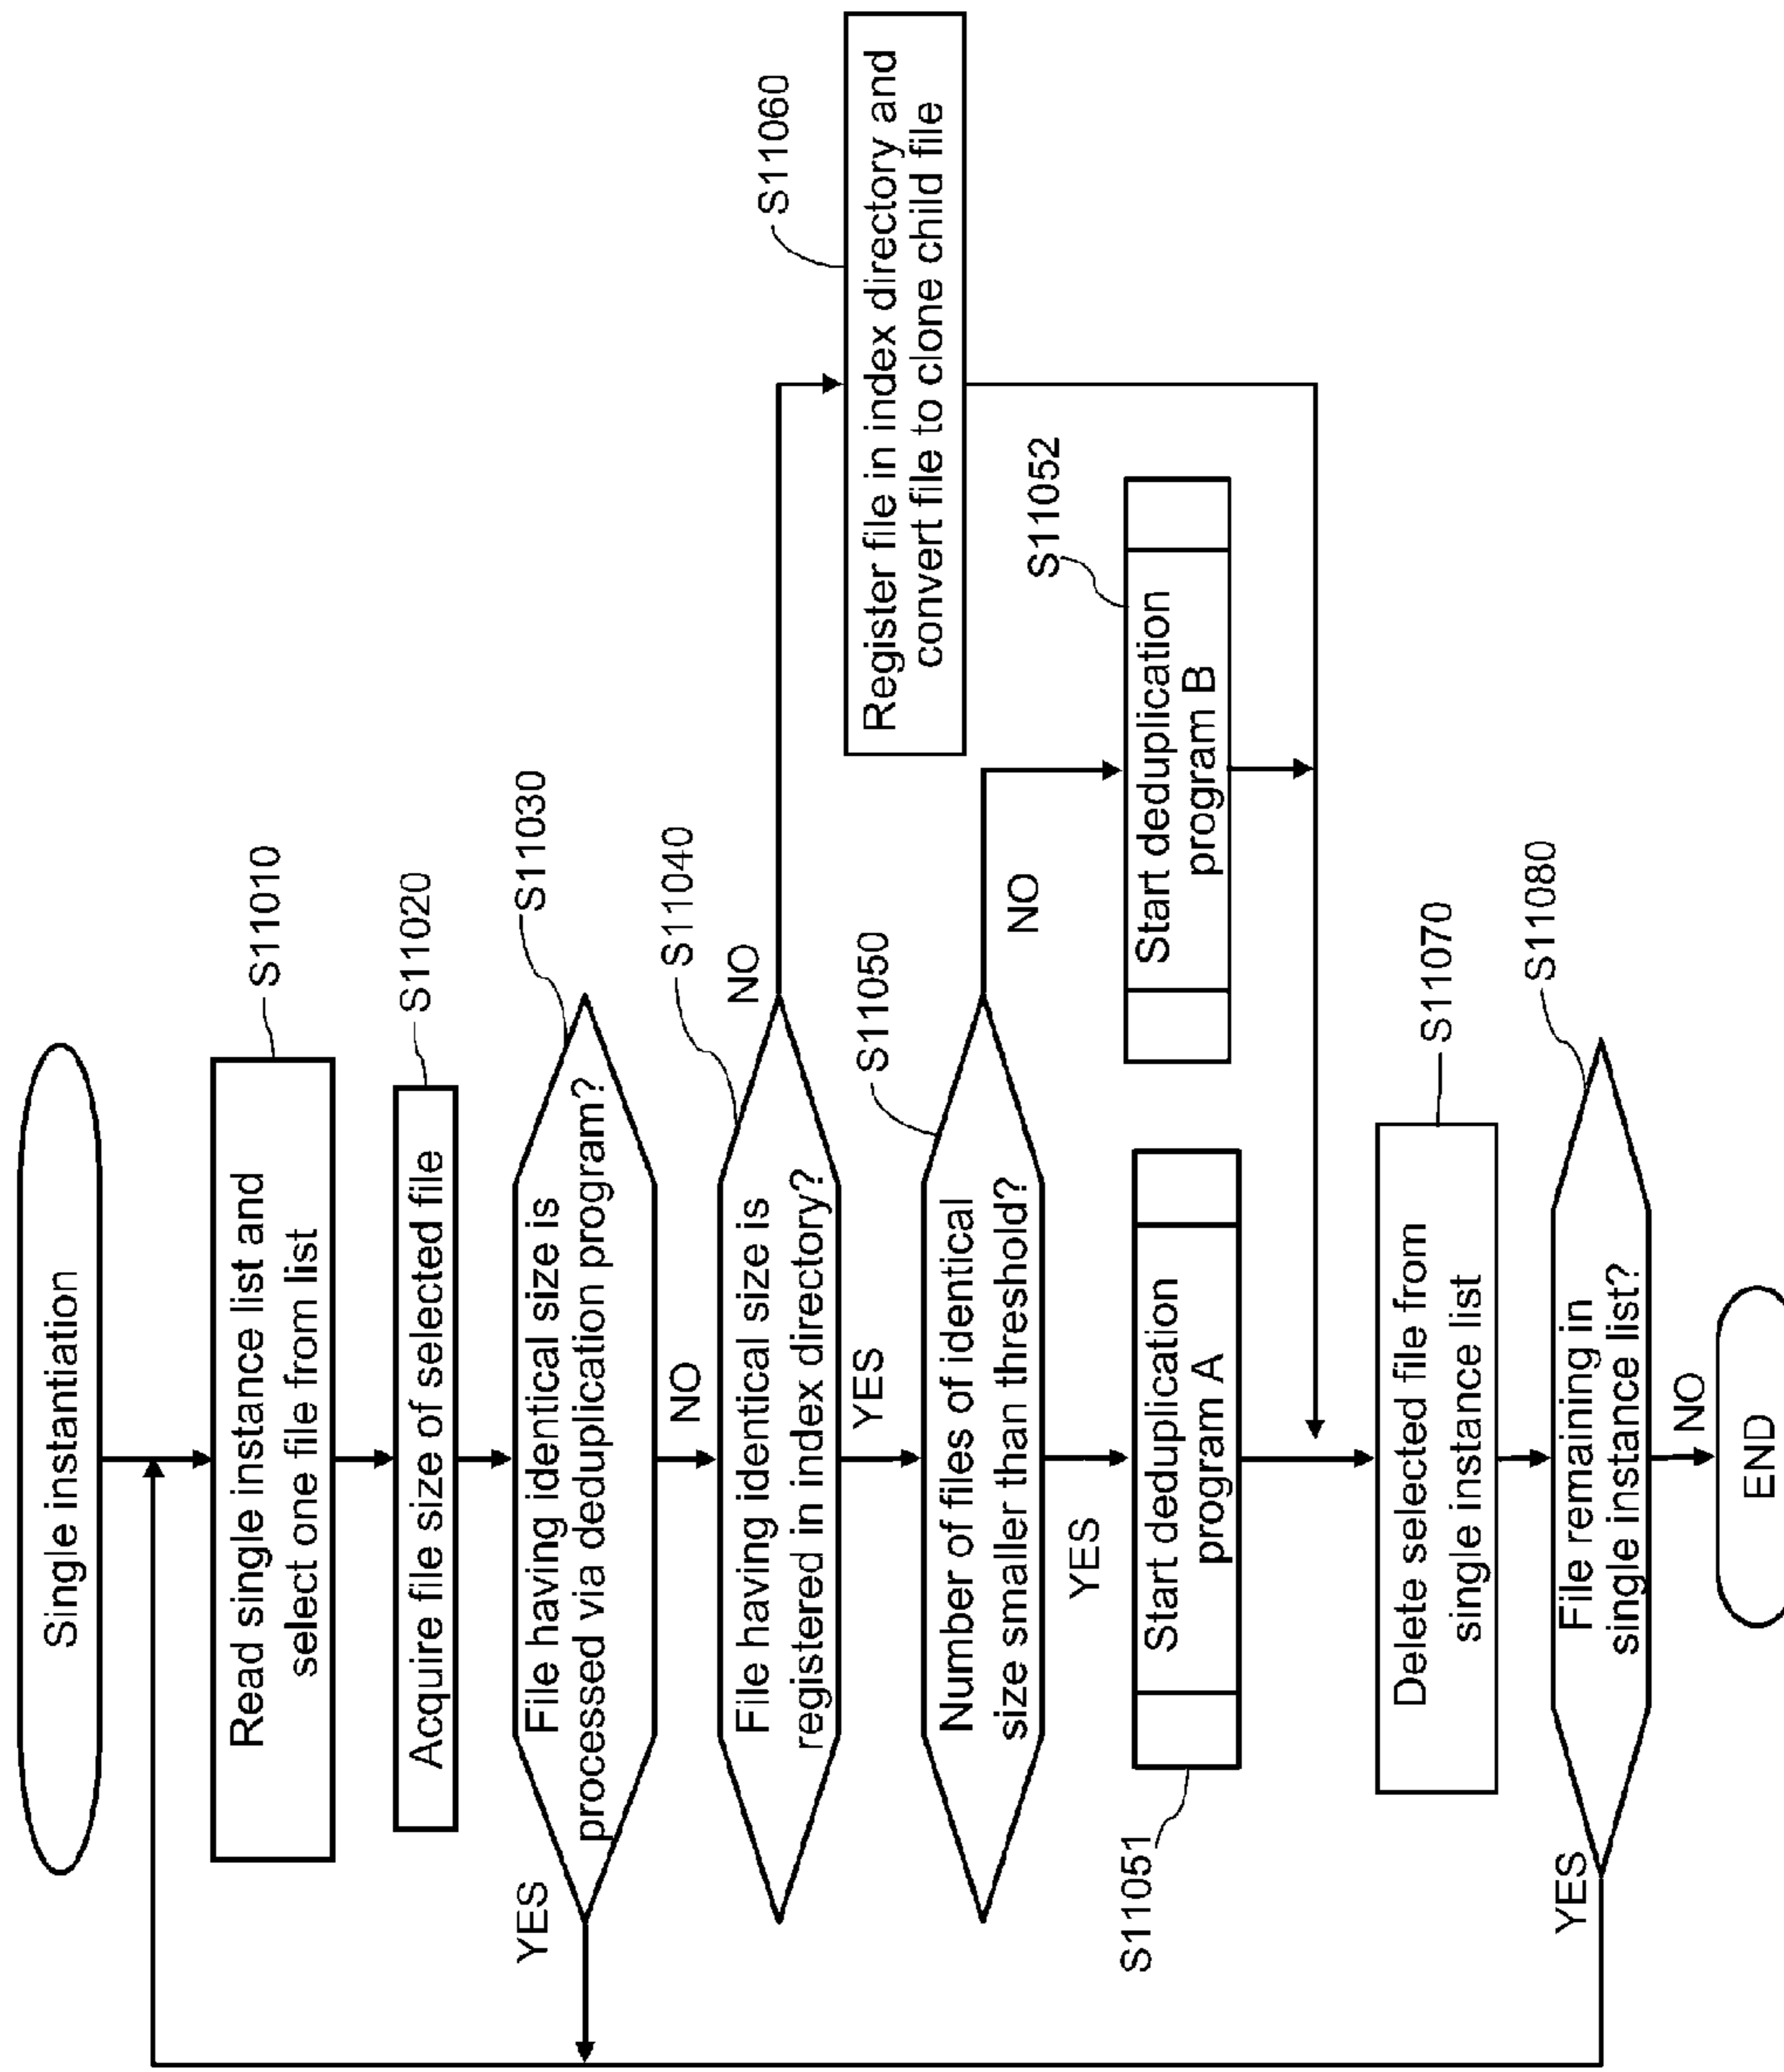 Single instantiation
S11010
Read single instance list and
select one file from list
S11020
Acquire file size of selected file
S11030
File having identical size is
processed via deduplication program?
YES
NO
S11040
File having identical size is
registered in index directory?
NO
YES
S11060
Register file in index directory and
convert file to clone child file
S11050
Number of files of identical
size smaller than threshold?
NO
YES
S11051
Start deduplication
program A
S11052
Start deduplication
program B
S11070
Delete selected file from
single instance list
S11080
File remaining in
single instance list?
YES
NO
END